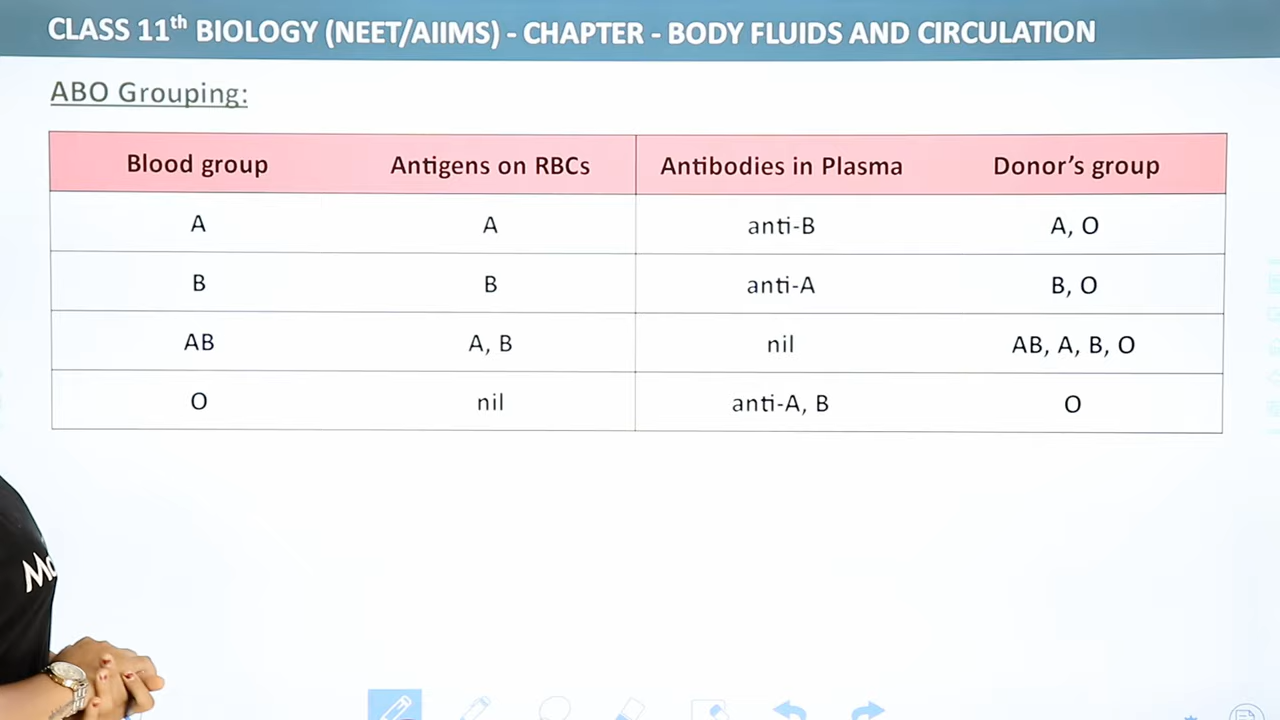 CLASS 11th BIOLOGY (NEET/AIIMS) - CHAPTER - BODY FLUIDS AND CIRCULATION
ABO Grouping:
Blood group Antigens on RBCs Antibodies in Plasma Donor's group
A A anti-B A, O
B B anti-A B, O
AB A, B nil AB, A, B, O
O nil anti-A, B O